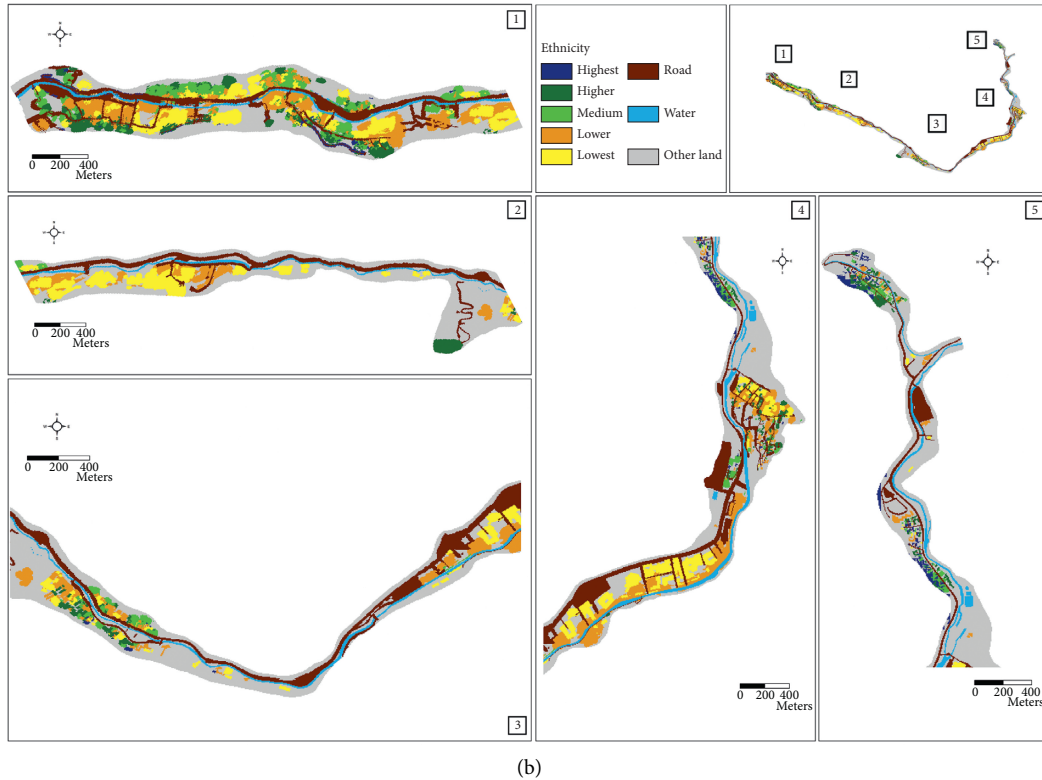 1
0 200 400
Meters
Ethnicity
Highest
Road
Higher
Medium
Water
Lower
Lowest
Other land
1
2
3
4
5
2
0 200 400
Meters
3
0 200 400
Meters
4
0 200 400
Meters
5
0 200 400
Meters
(b)